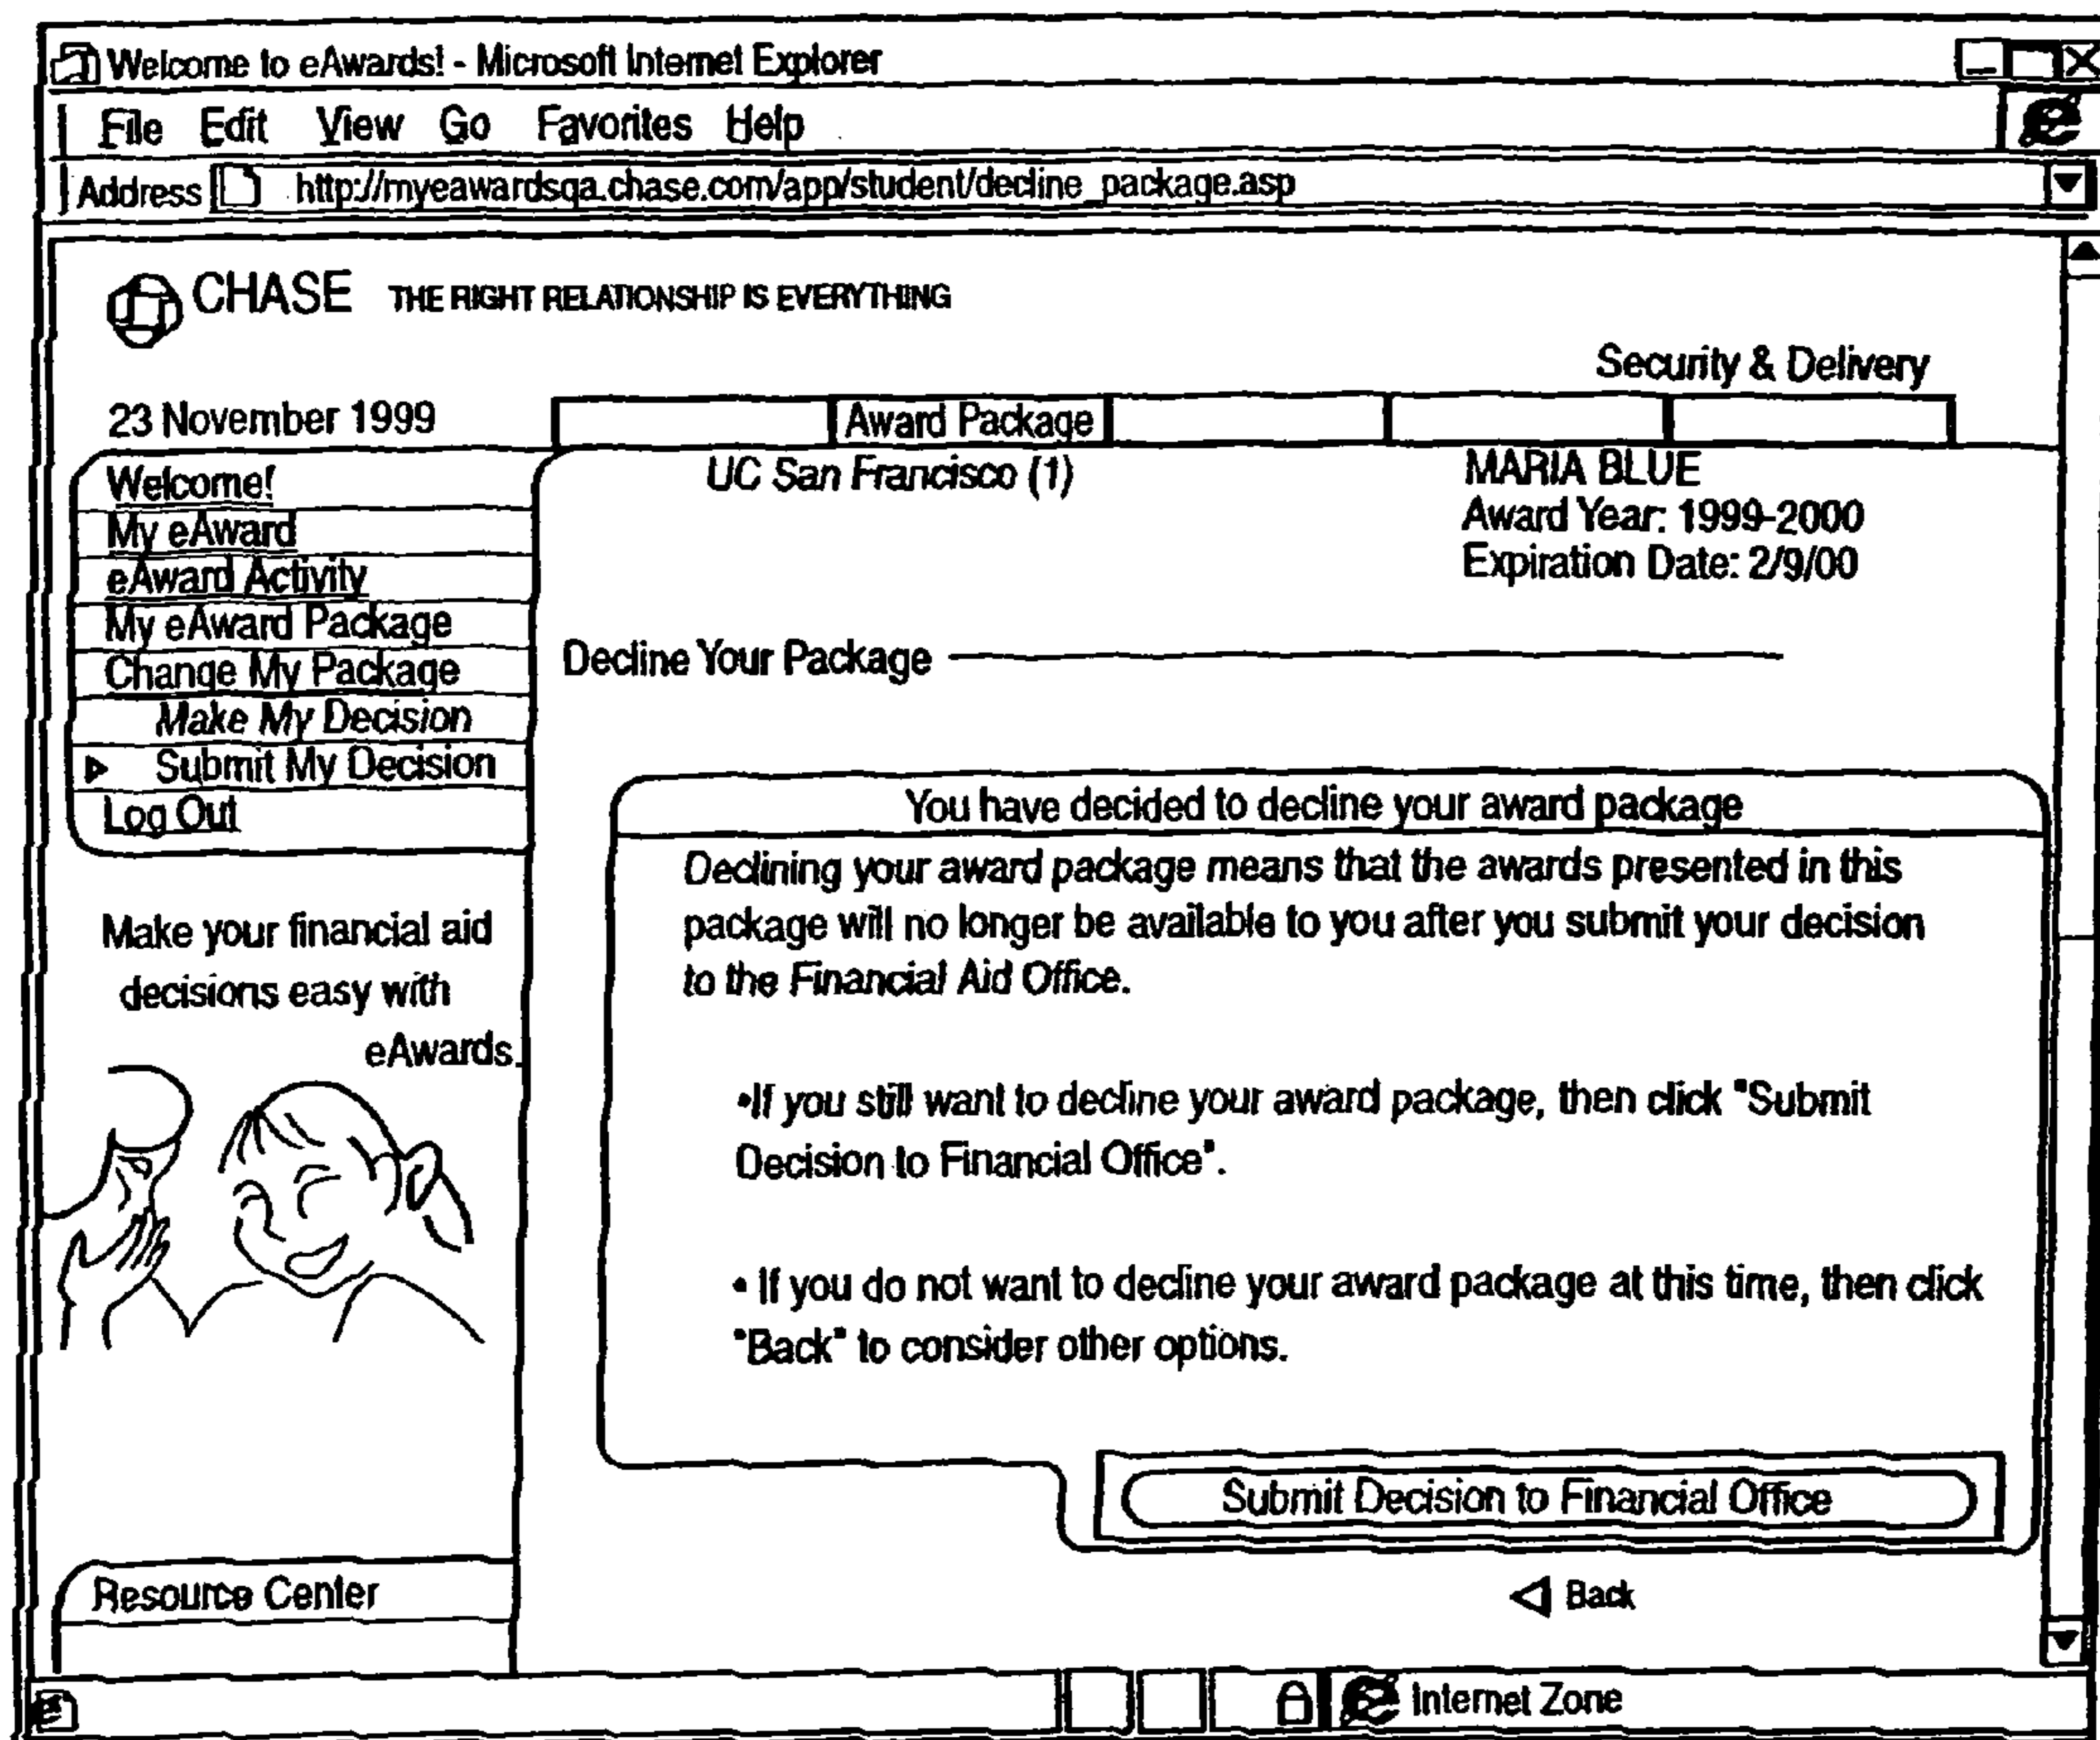 Welcome to eAwards! - Microsoft Internet Explorer
File Edit View Go Favorites Help
Address http://myeawardsqa.chase.com/app/student/decline_package.asp
CHASE THE RIGHT RELATIONSHIP IS EVERYTHING
Security & Delivery
23 November 1999
Award Package
Welcome!
My eAward
eAward Activity
My eAward Package
Change My Package
Make My Decision
Submit My Decision
Log Out
Make your financial aid
decisions easy with
eAwards.
Resource Center
UC San Francisco (1)
MARIA BLUE
Award Year: 1999-2000
Expiration Date: 2/9/00
Decline Your Package
You have decided to decline your award package
Declining your award package means that the awards presented in this
package will no longer be available to you after you submit your decision
to the Financial Aid Office.
•If you still want to decline your award package, then click "Submit
Decision to Financial Office".
• If you do not want to decline your award package at this time, then click
"Back" to consider other options.
Submit Decision to Financial Office
Back
Internet Zone